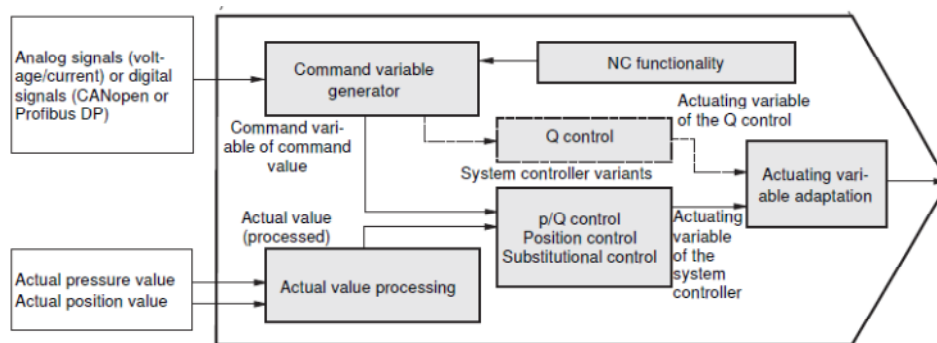 Analog signals (volt-
age/current) or digital
signals (CANopen or
Profibus DP)
Command variable
generator
NC functionality
Command vari-
able of command
value
Actuating variable
of the Q control
Q control
System controller variants
Actuating vari-
able adaptation
Actual value
(processed)
p/Q control
Position control
Substitutional control
Actuating
variable
of the
system
controller
Actual pressure value
Actual position value
Actual value processing